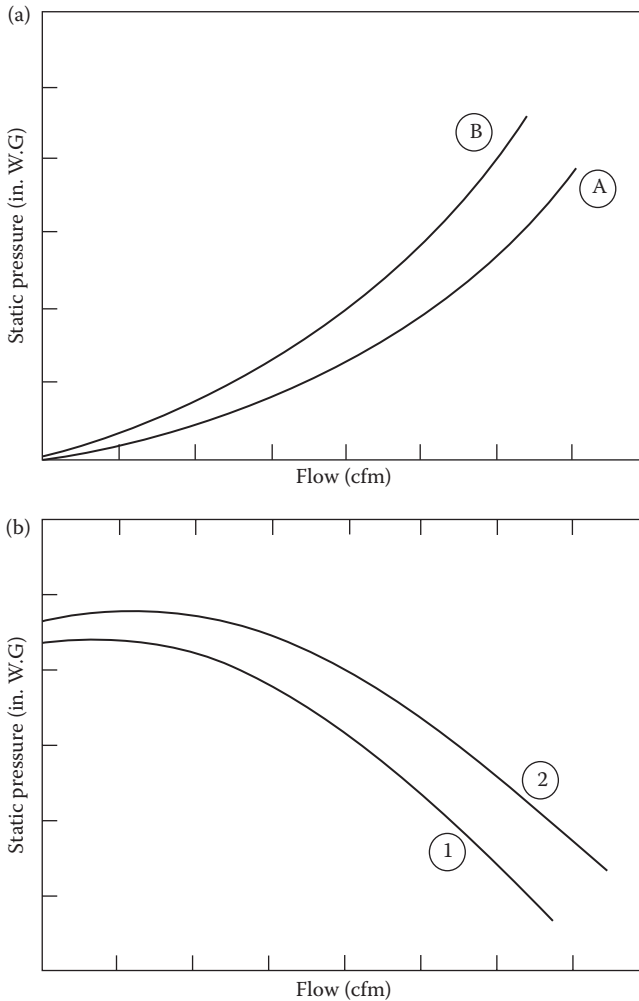 (a)
Static pressure (in. W.G)
B
A
Flow (cfm)
(b)
Static pressure (in. W.G)
2
1
Flow (cfm)